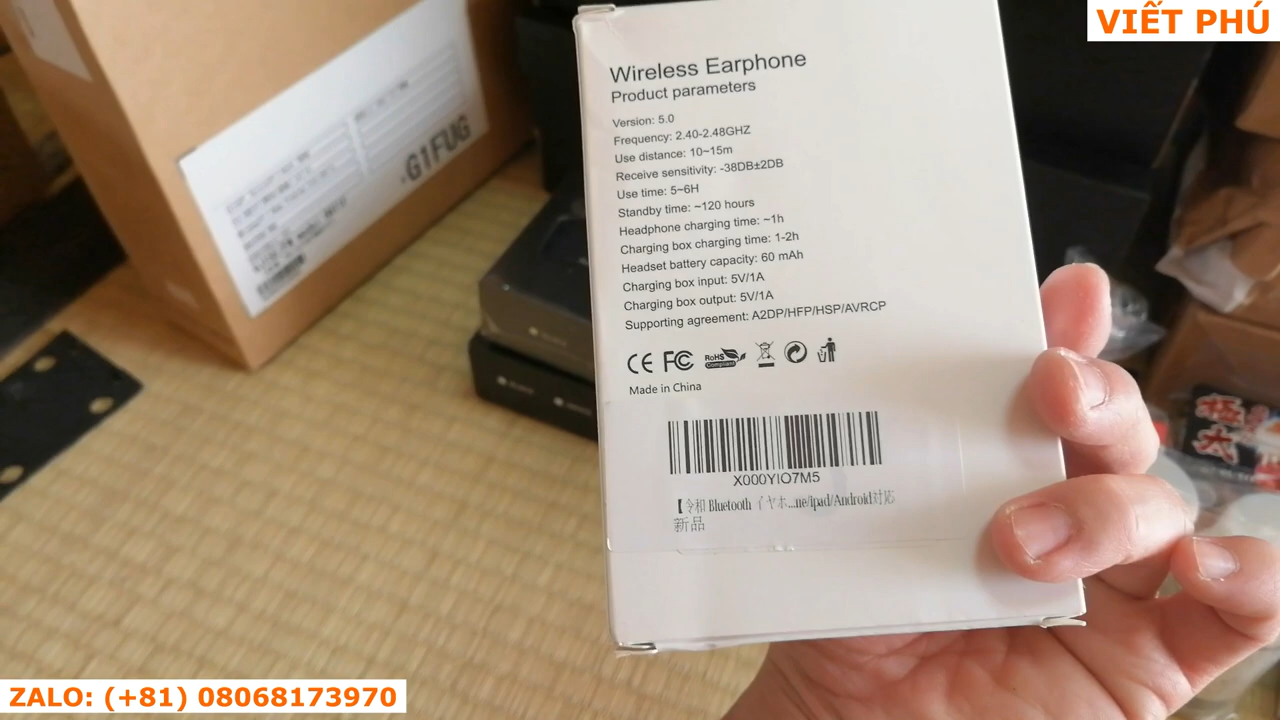 VIẾT PHÚ
Wireless Earphone
Product parameters
Version: 5.0
Frequency: 2.40-2.48GHZ
Use distance: 10~15m
Receive sensitivity: -38DB±2DB
Use time: 5~6H
Standby time: ~120 hours
Headphone charging time: ~1h
Charging box charging time: 1-2h
Headset battery capacity: 60 mAh
Charging box input: 5V/1A
Charging box output: 5V/1A
Supporting agreement: A2DP/HFP/HSP/AVRCP
CE FC RoHS
Compliant
Made in China
X000YIO7M5
【令和 Bluetooth イヤホ...ne/ipad/Android対応
新品
G1FUG
極
太
ZALO: (+81) 08068173970